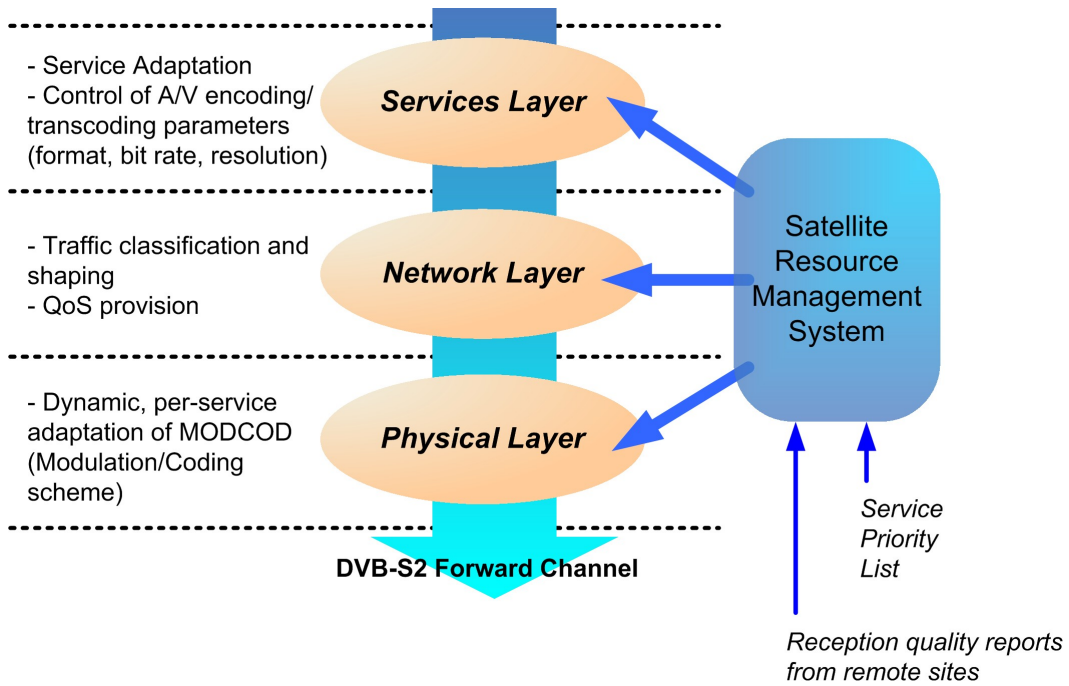 - Service Adaptation
- Control of A/V encoding/
transcoding parameters
(format, bit rate, resolution)
Services Layer
- Traffic classification and
shaping
- QoS provision
Network Layer
- Dynamic, per-service
adaptation of MODCOD
(Modulation/Coding
scheme)
Physical Layer
DVB-S2 Forward Channel
Satellite
Resource
Management
System
Service
Priority
List
Reception quality reports
from remote sites